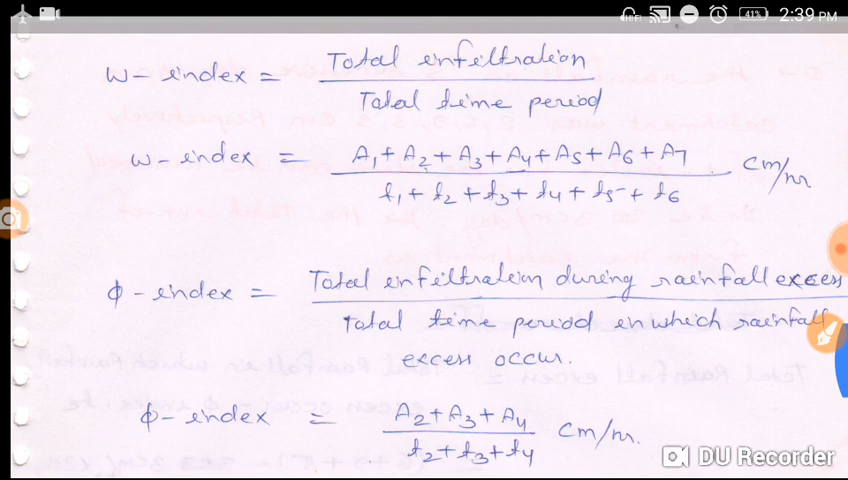 41%
2:39 PM
w-index = Total infiltration / Total time period
w-index = A1+A2+A3+A4+A5+A6+A7 / t1+t2+t3+t4+t5+t6 cm/hr
ϕ-index = Total infiltration during rainfall excess / Total time period in which rainfall
excess occur.
ϕ-index = A2+A3+A4 / t2+t3+t4 cm/hr.
DU Recorder